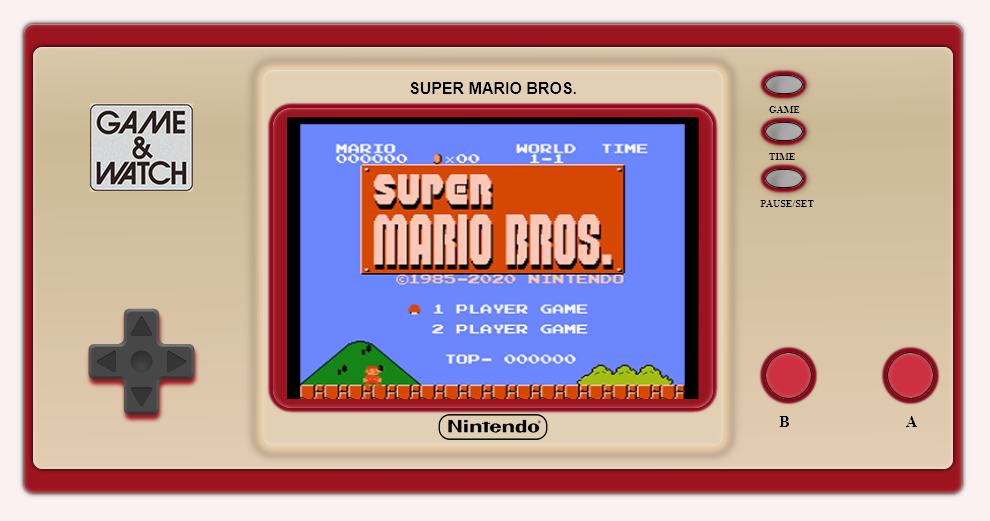 SUPER MARIO BROS.
GAME
&
WATCH
MARIO WORLD TIME
000000 ×00 1-1
SUPER
MARIO BROS.
©1985-2020 NINTENDO
1 PLAYER GAME
2 PLAYER GAME
TOP- 000000
Nintendo®
GAME
TIME
PAUSE/SET
B A